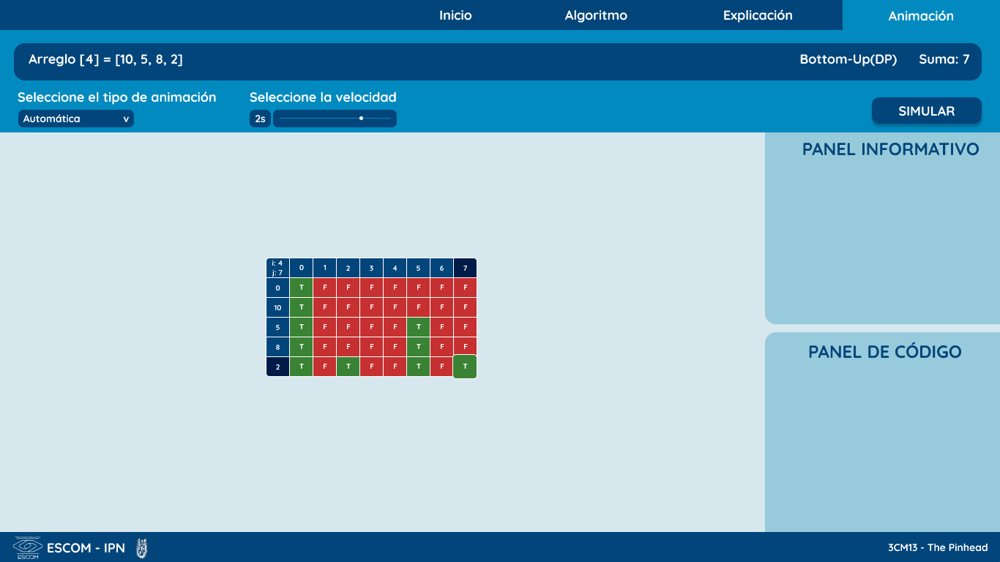 Inicio Algoritmo Explicación Animación
Arreglo [4] = [10, 5, 8, 2] Bottom-Up(DP) Suma: 7
Seleccione el tipo de animación Seleccione la velocidad
Automática v 2s SIMULAR
PANEL INFORMATIVO
i: 4
j: 7 0 1 2 3 4 5 6 7
0 T F F F F F F F
10 T F F F F F F F
5 T F F F F T F F
8 T F F F F T F F
2 T F T F F T F T
PANEL DE CÓDIGO
ESCOM ESCOM - IPN 3CM13 - The Pinhead